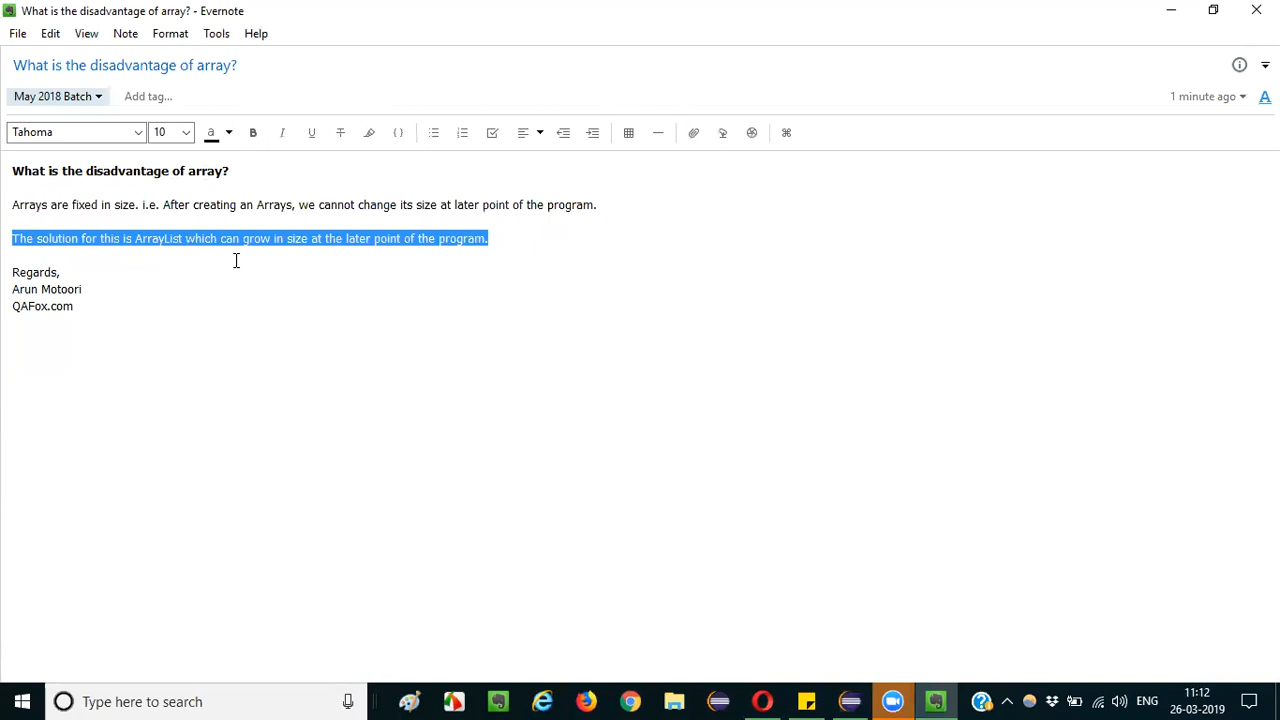 What is the disadvantage of array? - Evernote
File Edit View Note Format Tools Help
What is the disadvantage of array?
May 2018 Batch Add tag... 1 minute ago
Tahoma 10
What is the disadvantage of array?
Arrays are fixed in size. i.e. After creating an Arrays, we cannot change its size at later point of the program.
The solution for this is ArrayList which can grow in size at the later point of the program.
Regards,
Arun Motoori
QAFox.com
Type here to search
ENG
11:12
26-03-2019